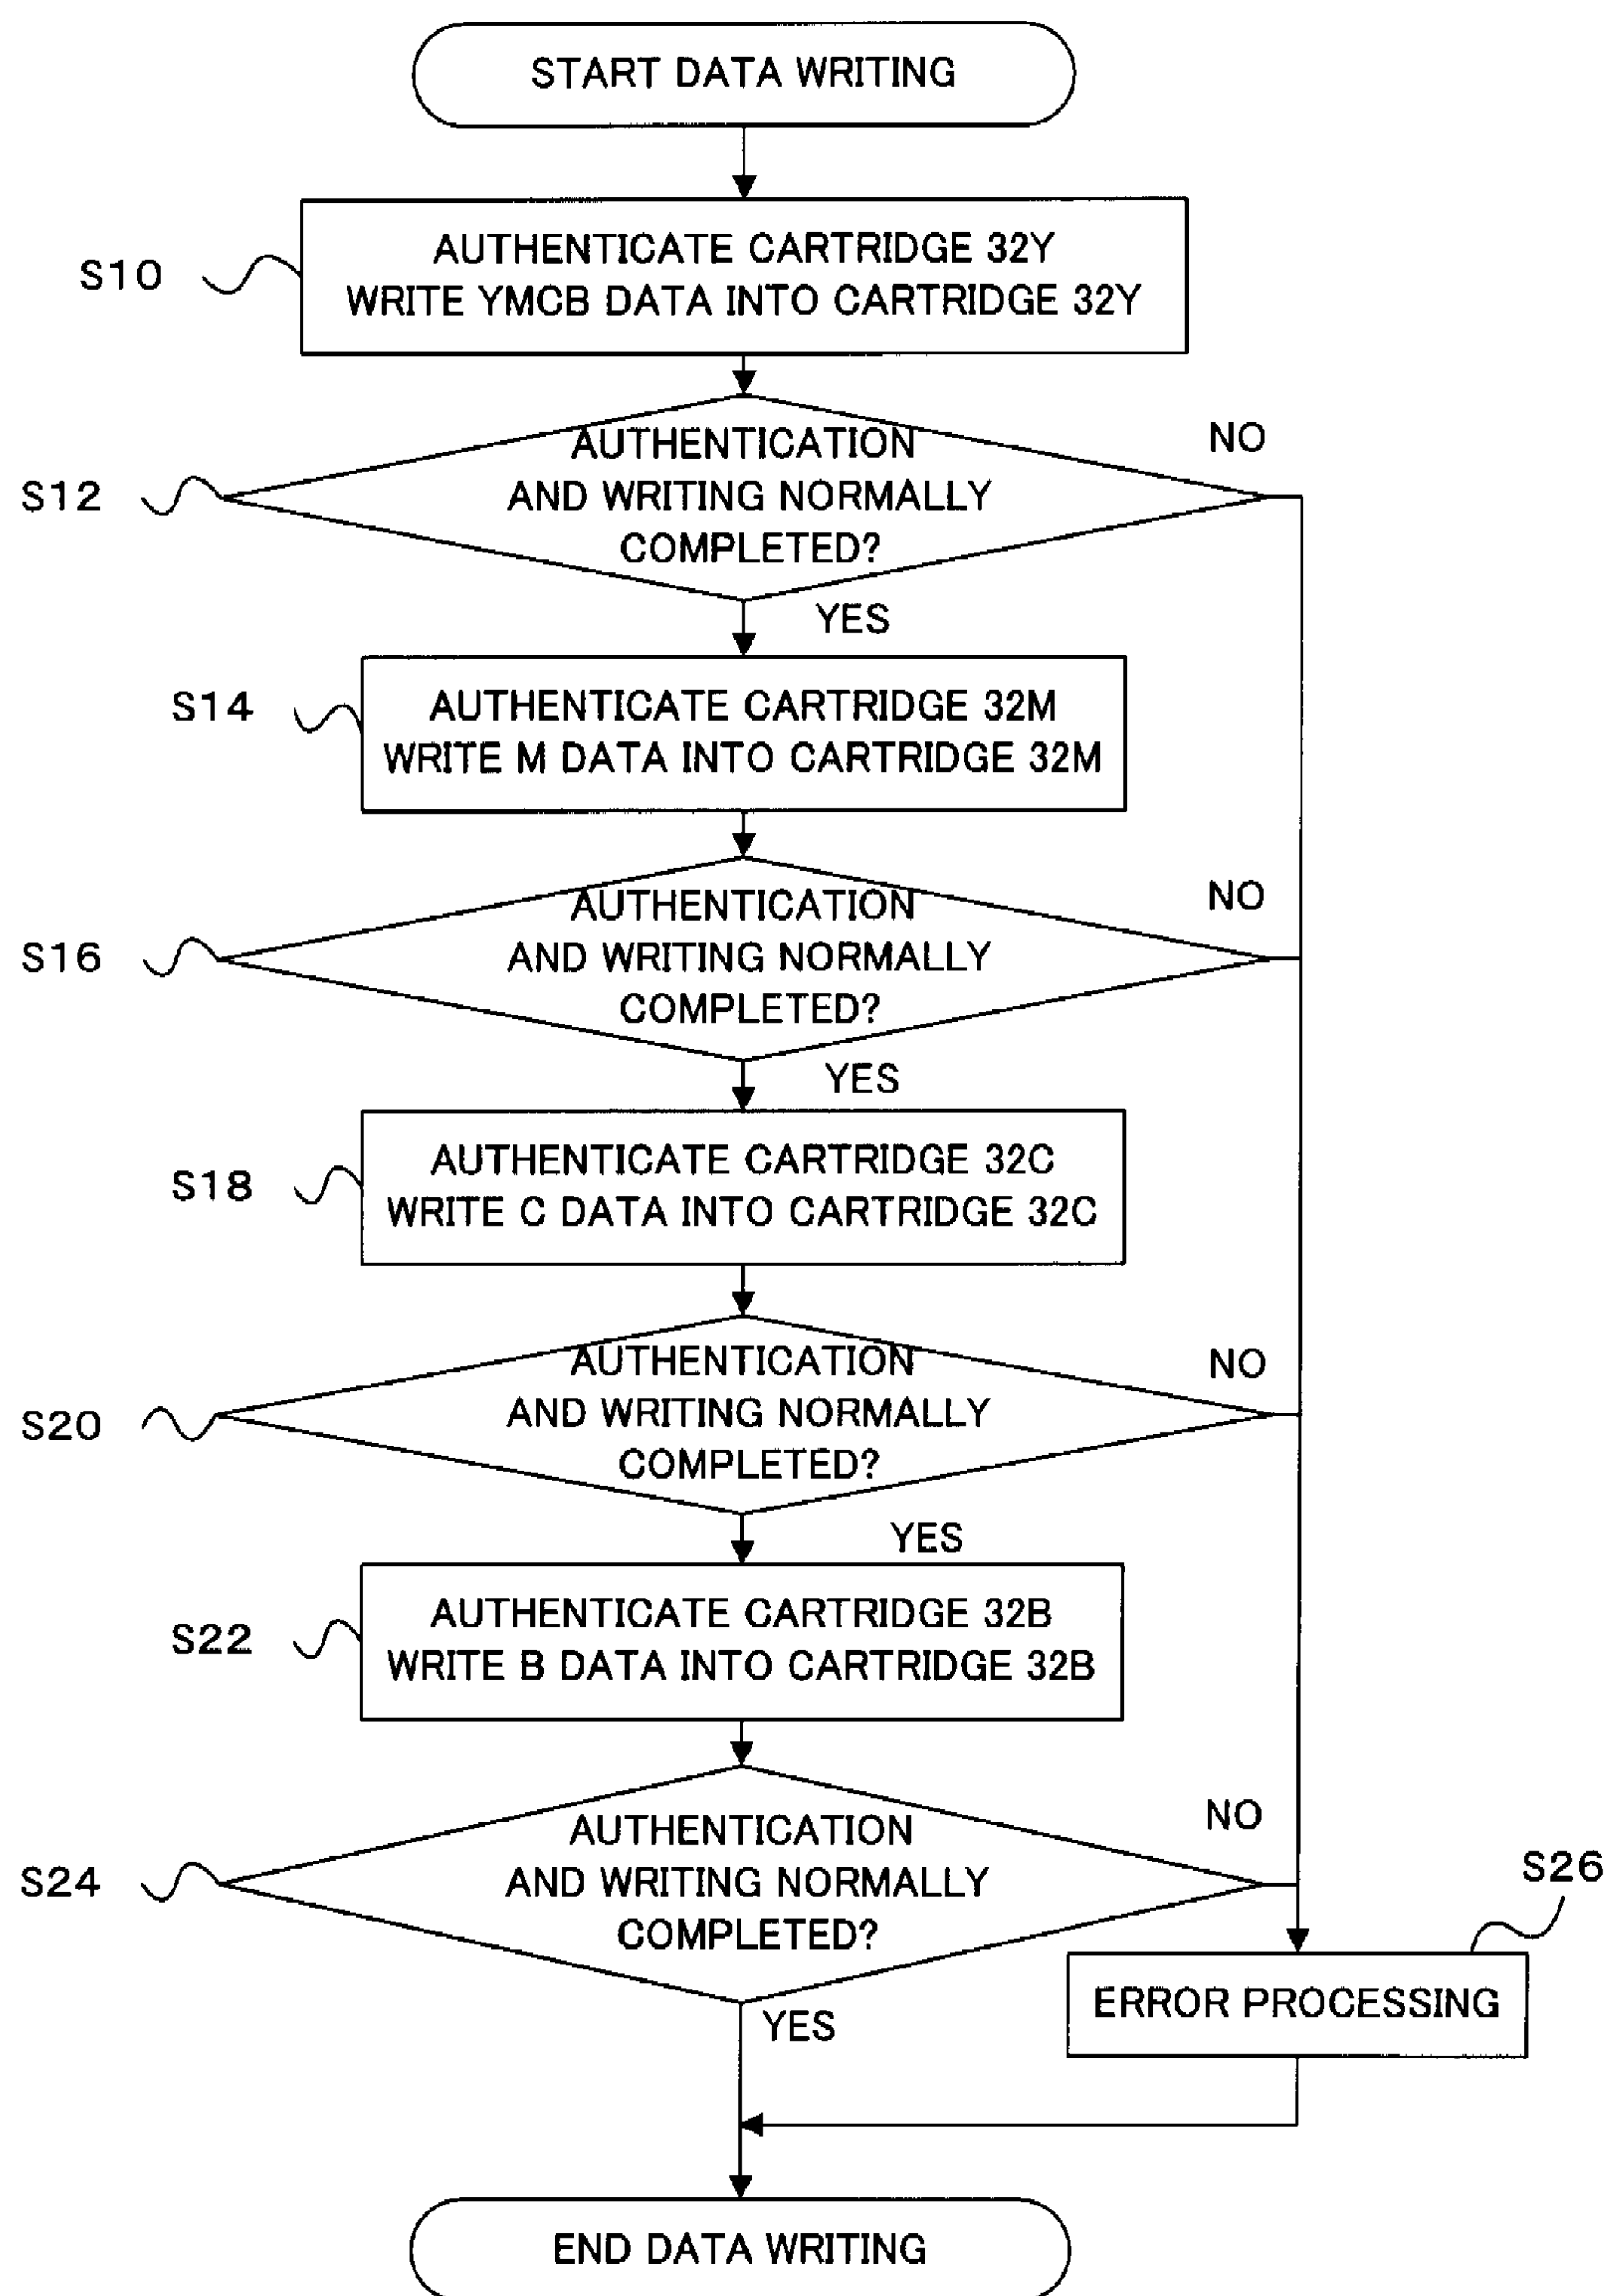 START DATA WRITING
S10
AUTHENTICATE CARTRIDGE 32Y
WRITE YMCB DATA INTO CARTRIDGE 32Y
S12
AUTHENTICATION
AND WRITING NORMALLY
COMPLETED?
NO
YES
S14
AUTHENTICATE CARTRIDGE 32M
WRITE M DATA INTO CARTRIDGE 32M
S16
AUTHENTICATION
AND WRITING NORMALLY
COMPLETED?
NO
YES
S18
AUTHENTICATE CARTRIDGE 32C
WRITE C DATA INTO CARTRIDGE 32C
S20
AUTHENTICATION
AND WRITING NORMALLY
COMPLETED?
NO
YES
S22
AUTHENTICATE CARTRIDGE 32B
WRITE B DATA INTO CARTRIDGE 32B
S24
AUTHENTICATION
AND WRITING NORMALLY
COMPLETED?
NO
YES
S26
ERROR PROCESSING
END DATA WRITING